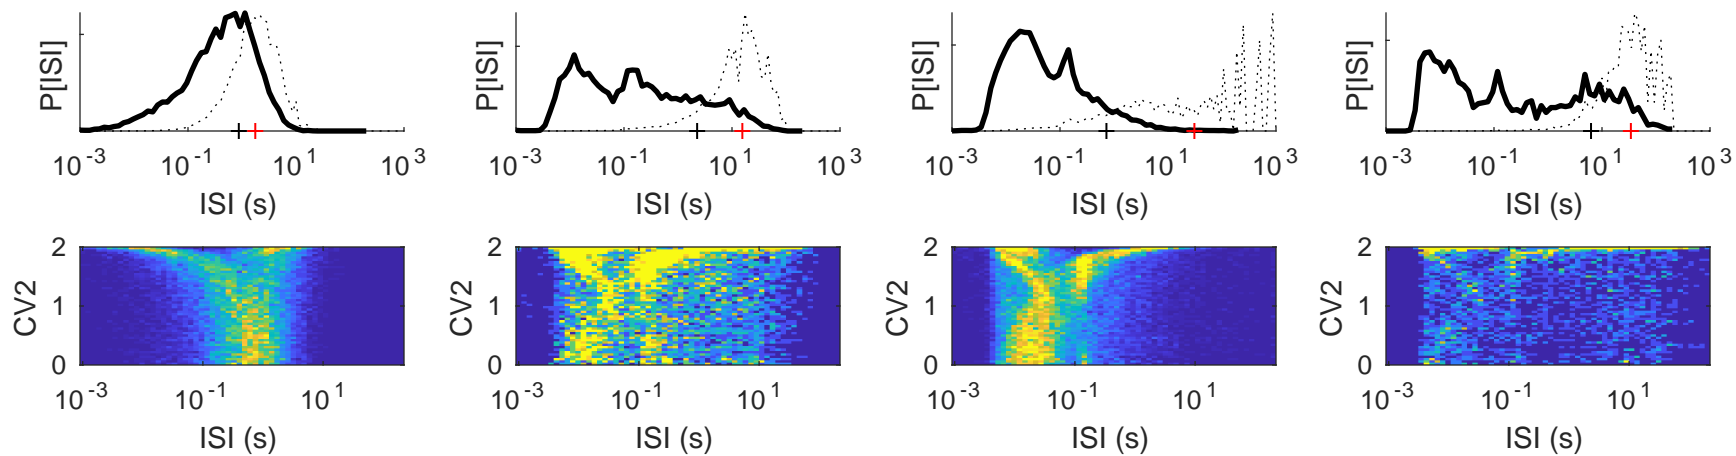 P[ISI] P[ISI] P[ISI] P[ISI]
10^-3 10^-1 10^1 10^3 10^-3 10^-1 10^1 10^3 10^-3 10^-1 10^1 10^3 10^-3 10^-1 10^1 10^3
ISI (s) ISI (s) ISI (s) ISI (s)
2 2 2 2
CV2 1 CV2 1 CV2 1 CV2 1
0 0 0 0
10^-3 10^-1 10^1 10^-3 10^-1 10^1 10^-3 10^-1 10^1 10^-3 10^-1 10^1
ISI (s) ISI (s) ISI (s) ISI (s)